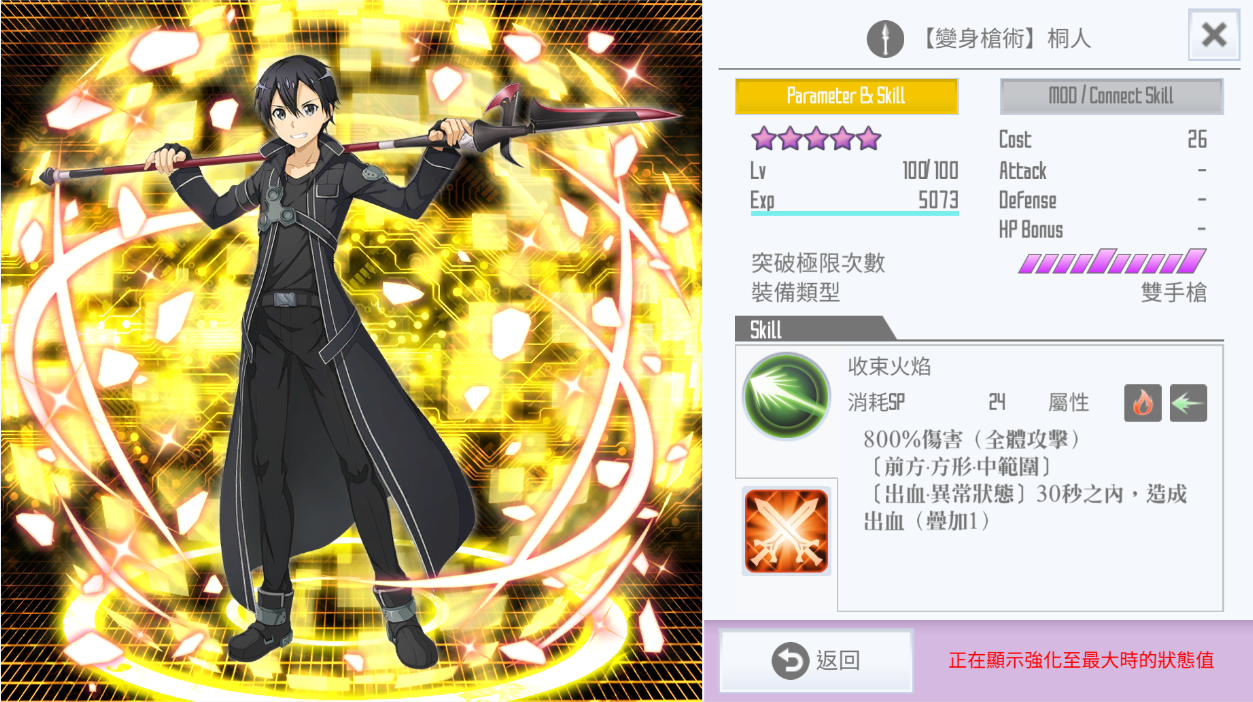 【變身槍術】桐人
Parameter & Skill
MOD / Connect Skill
Lv 100/100
Exp 5073
Cost 26
Attack -
Defense -
HP Bonus -
突破極限次數
裝備類型 雙手槍
Skill
收束火焰
消耗SP 24 屬性
800%傷害（全體攻擊）
〔前方·方形·中範圍〕
〔出血·異常狀態〕30秒之內，造成
出血（疊加1）
返回
正在顯示強化至最大時的狀態值